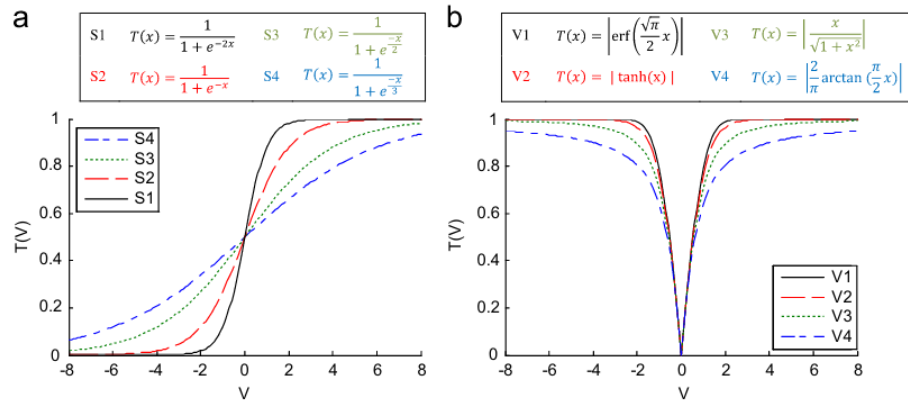 a
S1 T(x) = 1/(1 + e^{-2x}) S3 T(x) = 1/(1 + e^{-x/2})
S2 T(x) = 1/(1 + e^{-x}) S4 T(x) = 1/(1 + e^{-x/3})
1
0.8
0.6
0.4
0.2
0
T(V)
S4
S3
S2
S1
-8 -6 -4 -2 0 2 4 6 8
V
b
V1 T(x) = |erf(√π/2 x)| V3 T(x) = |x/√(1 + x²)|
V2 T(x) = | tanh(x) | V4 T(x) = |2/π arctan (π/2 x)|
1
0.8
0.6
0.4
0.2
0
T(V)
V1
V2
V3
V4
-8 -6 -4 -2 0 2 4 6 8
V